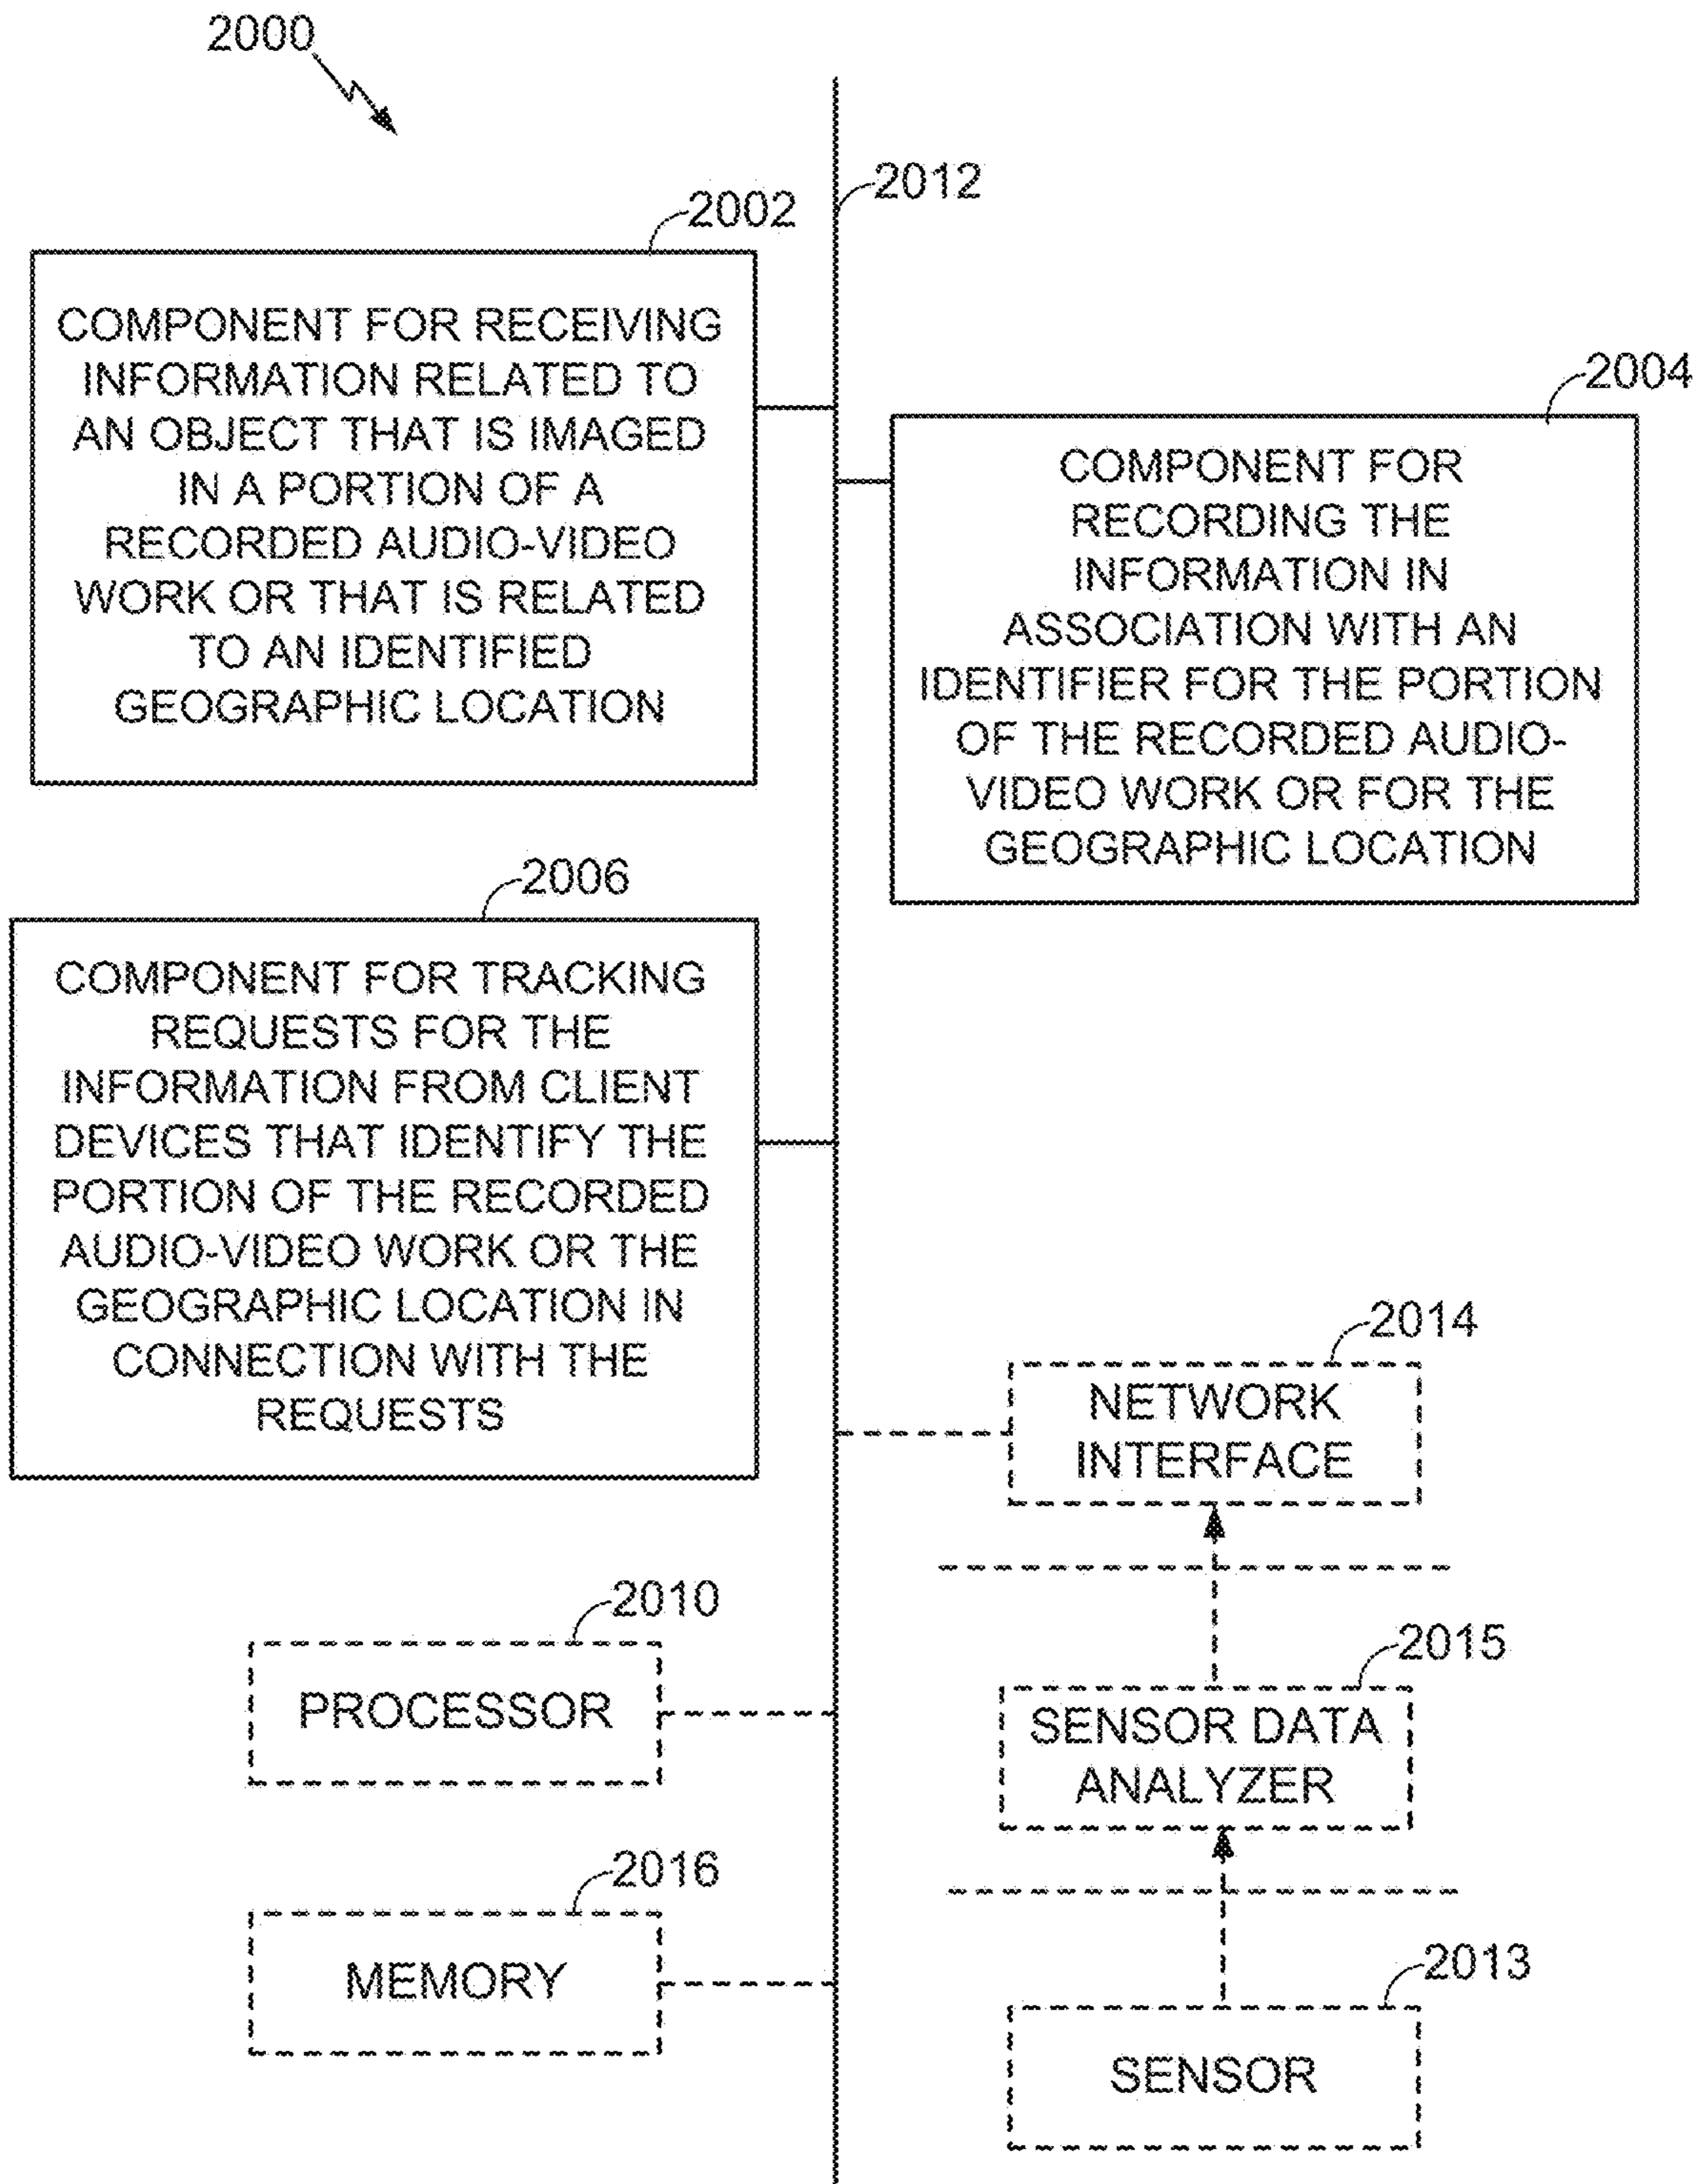 2000
2012
2002
COMPONENT FOR RECEIVING
INFORMATION RELATED TO
AN OBJECT THAT IS IMAGED
IN A PORTION OF A
RECORDED AUDIO-VIDEO
WORK OR THAT IS RELATED
TO AN IDENTIFIED
GEOGRAPHIC LOCATION
2004
COMPONENT FOR
RECORDING THE
INFORMATION IN
ASSOCIATION WITH AN
IDENTIFIER FOR THE PORTION
OF THE RECORDED AUDIO-
VIDEO WORK OR FOR THE
GEOGRAPHIC LOCATION
2006
COMPONENT FOR TRACKING
REQUESTS FOR THE
INFORMATION FROM CLIENT
DEVICES THAT IDENTIFY THE
PORTION OF THE RECORDED
AUDIO-VIDEO WORK OR THE
GEOGRAPHIC LOCATION IN
CONNECTION WITH THE
REQUESTS
2014
NETWORK
INTERFACE
2010
PROCESSOR
2015
SENSOR DATA
ANALYZER
2016
MEMORY
2013
SENSOR